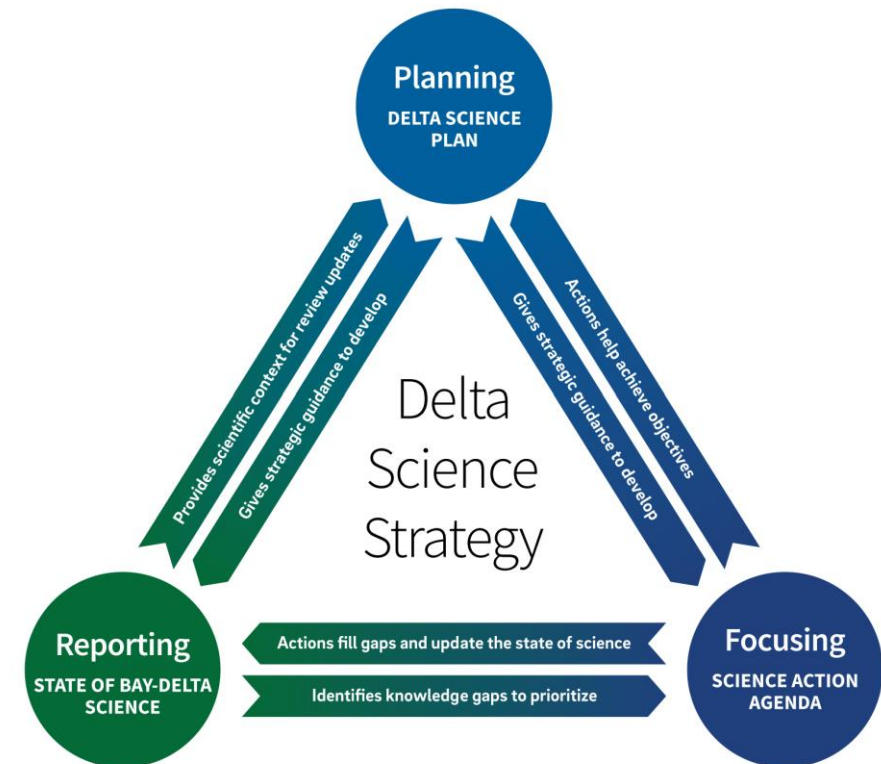 Planning
DELTA SCIENCE
PLAN
Provides scientific context for review updates
Gives strategic guidance to develop
Gives strategic guidance to develop
Actions help achieve objectives
Delta
Science
Strategy
Reporting
STATE OF BAY-DELTA
SCIENCE
Actions fill gaps and update the state of science
Identifies knowledge gaps to prioritize
Focusing
SCIENCE ACTION
AGENDA